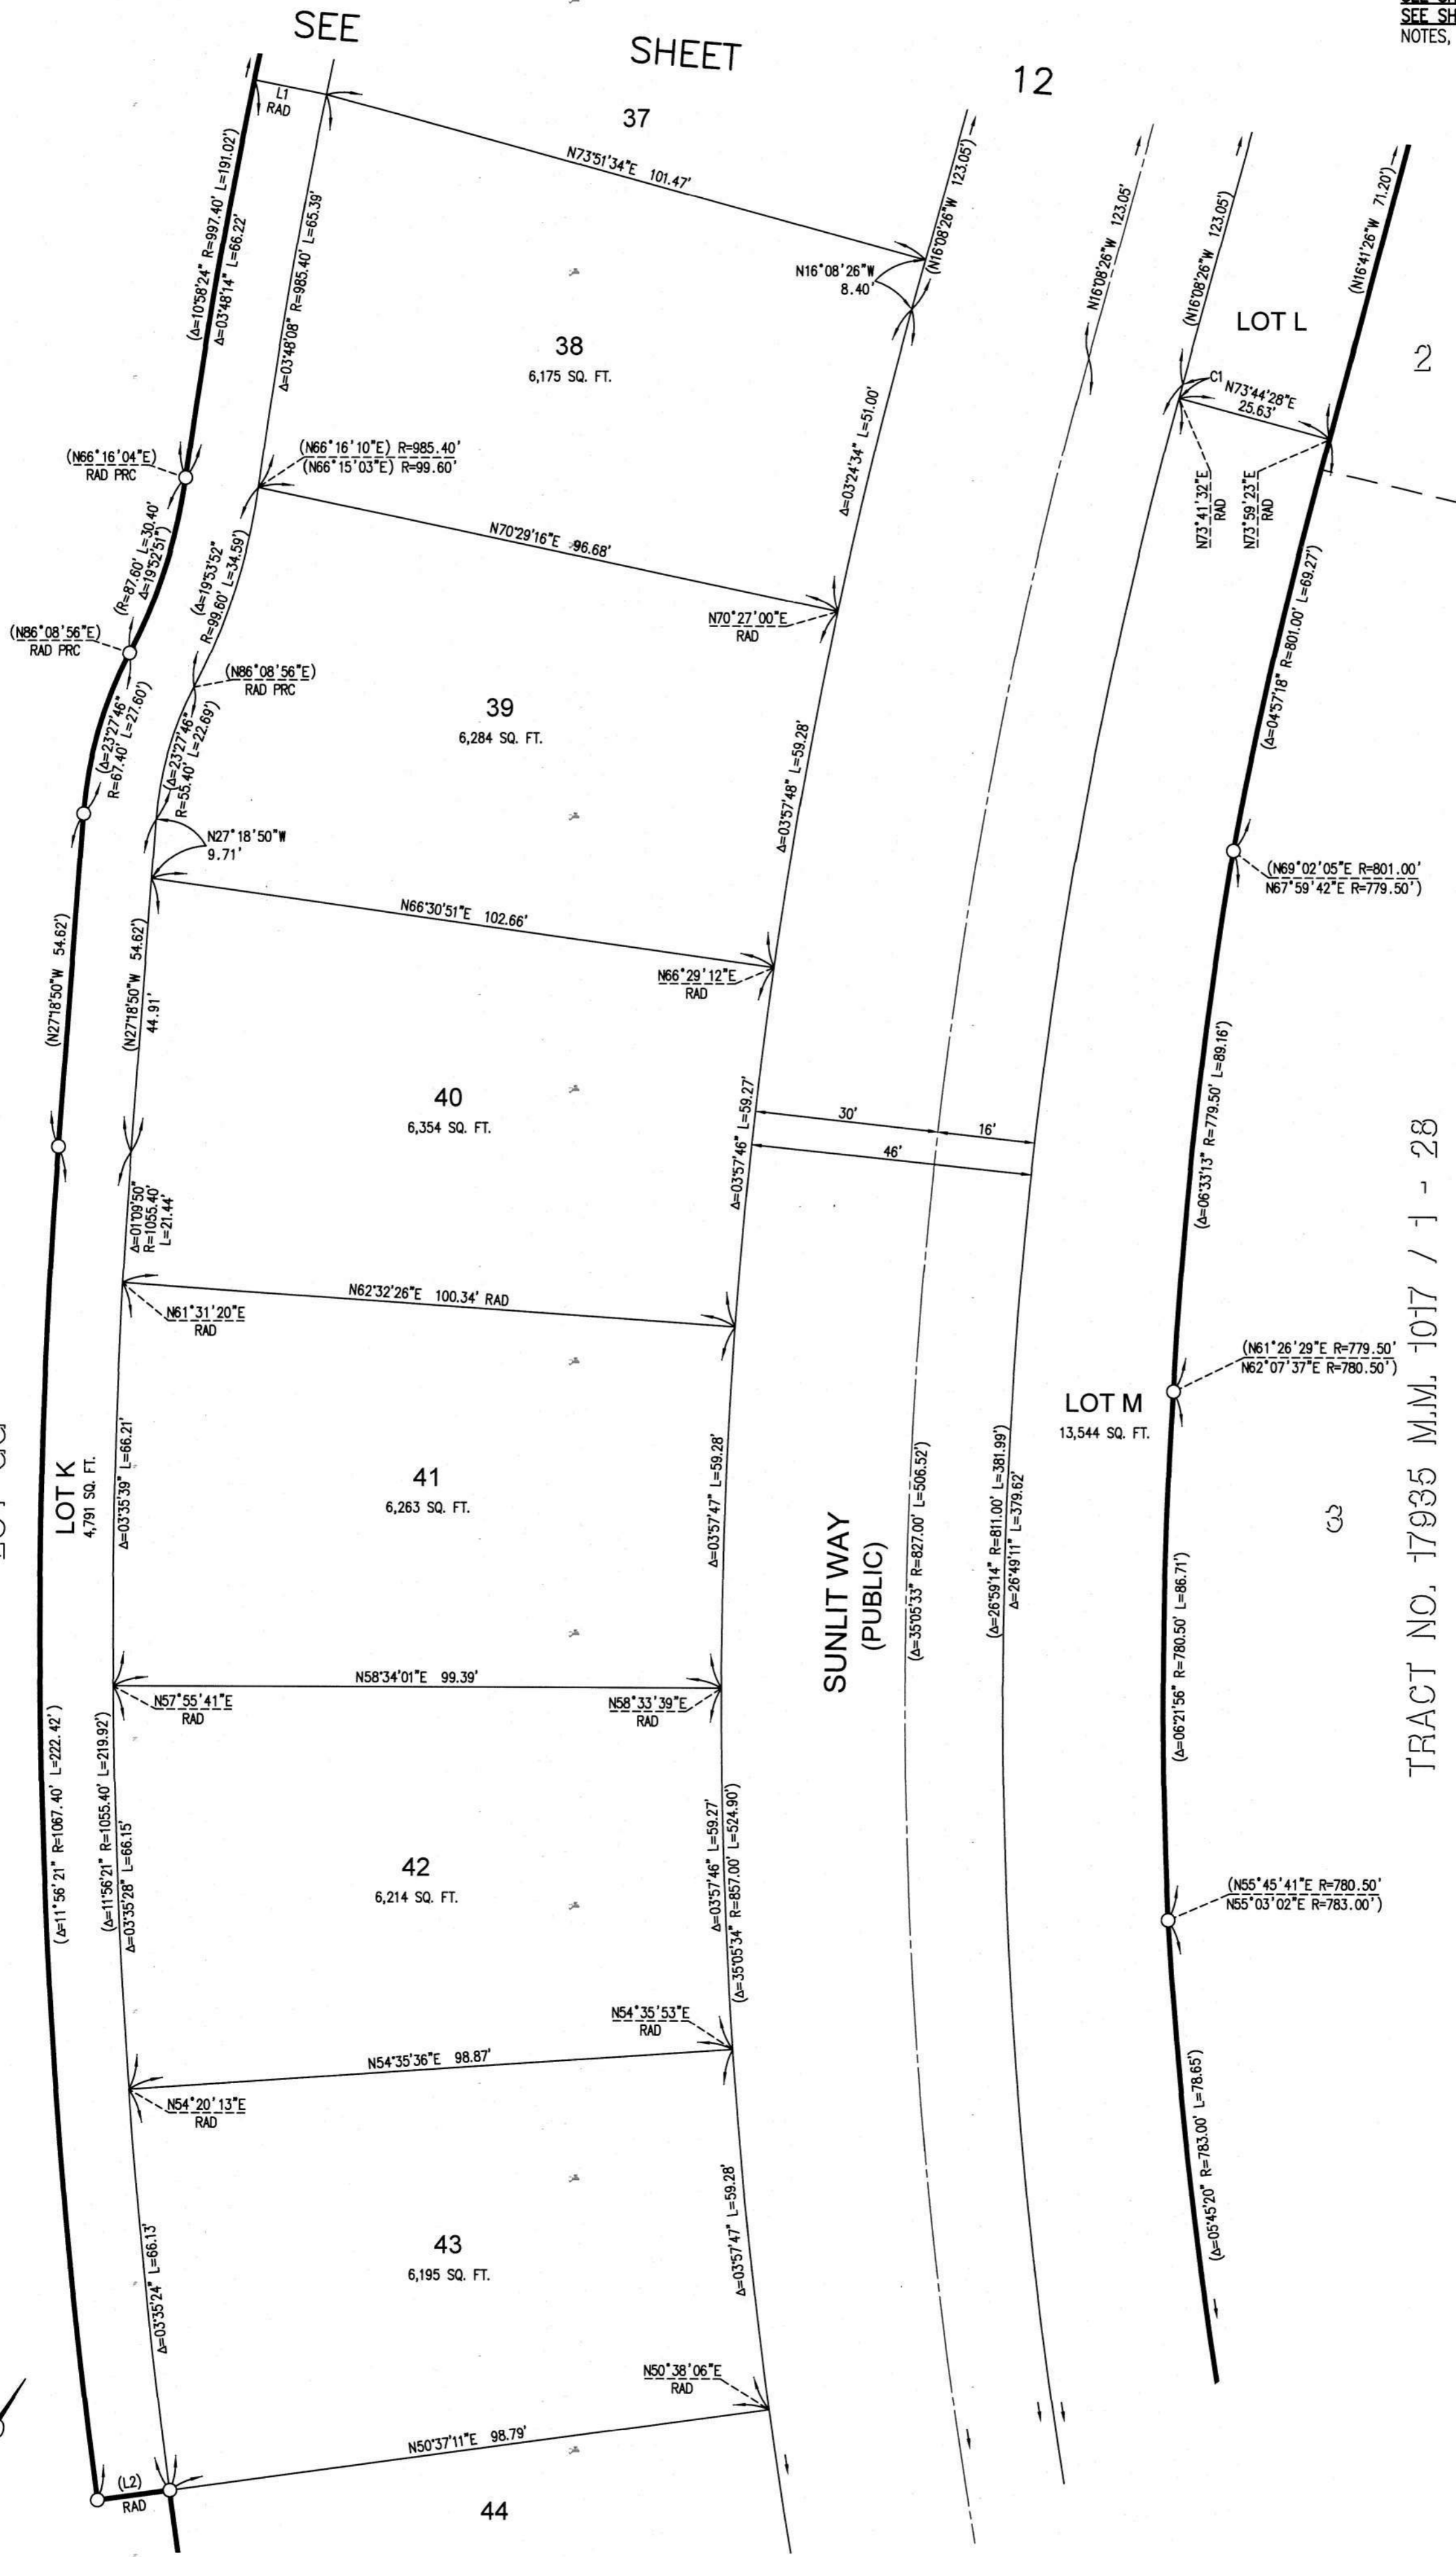 SEE SH
NOTES,
SEE
SHEET
12
L1
RAD
37
N73°51'34"E 101.47'
(Δ=10°58'24" R=997.40' L=191.02')
Δ=03°48'14" L=66.22'
Δ=03°48'08" R=985.40' L=65.39'
N16°08'26"W
8.40'
(N16°08'26"W 123.05')
N16°08'26"W 123.05'
(N16°08'26"W 123.05')
(N16°41'26"W 71.20')
LOT L
2
38
6,175 SQ. FT.
C1
N73°44'28"E
25.63'
N73°41'32"E
RAD
N73°59'23"E
RAD
Δ=03°24'34" L=51.00'
(N66°16'04"E)
RAD PRC
(N66°16'10"E) R=985.40'
(N66°15'03"E) R=99.60'
N70°29'16"E 96.68'
(R=87.60' L=30.40'
Δ=19°52'51")
(Δ=19°53'52"
R=99.60' L=34.59')
N70°27'00"E
RAD
(Δ=04°57'18" R=801.00' L=69.27')
(N86°08'56"E)
RAD PRC
(N86°08'56"E)
RAD PRC
(Δ=23°27'46"
R=67.40' L=27.60')
(Δ=23°27'46"
R=55.40' L=22.69')
39
6,284 SQ. FT.
Δ=03°57'48" L=59.28'
N27°18'50"W
9.71'
(N69°02'05"E R=801.00'
N67°59'42"E R=779.50')
N66°30'51"E 102.66'
N66°29'12"E
RAD
(N27°18'50"W 54.62')
(N27°18'50"W 54.62')
44.91'
40
6,354 SQ. FT.
Δ=03°57'46" L=59.27'
30'
16'
46'
(Δ=06°33'13" R=779.50' L=89.16')
Δ=01°09'50"
R=1055.40'
L=21.44'
N62°32'26"E 100.34' RAD
N61°31'20"E
RAD
(N61°26'29"E R=779.50'
N62°07'37"E R=780.50')
LOT M
13,544 SQ. FT.
LOT K
4,791 SQ. FT.
Δ=03°35'39" L=66.21'
41
6,263 SQ. FT.
Δ=03°57'47" L=59.28'
SUNLIT WAY
(PUBLIC)
(Δ=35°05'33" R=827.00' L=506.52')
(Δ=26°59'14" R=811.00' L=381.99')
Δ=26°49'11" L=379.62'
3
TRACT NO. 17935 M.M. 1017 / 1 - 28
N58°34'01"E 99.39'
N57°55'41"E
RAD
N58°33'39"E
RAD
(Δ=06°21'56" R=780.50' L=86.71')
(Δ=11°56'21" R=1067.40' L=222.42')
(Δ=11°56'21" R=1055.40' L=219.92')
Δ=03°35'28" L=66.15'
42
6,214 SQ. FT.
Δ=03°57'46" L=59.27'
(Δ=35°05'34" R=857.00' L=524.90')
(N55°45'41"E R=780.50'
N55°03'02"E R=783.00')
N54°35'53"E
RAD
N54°35'36"E 98.87'
N54°20'13"E
RAD
Δ=03°35'24" L=66.13'
43
6,195 SQ. FT.
Δ=03°57'47" L=59.28'
(Δ=05°45'20" R=783.00' L=78.65')
N50°38'06"E
RAD
N50°37'11"E 98.79'
(L2)
RAD
44